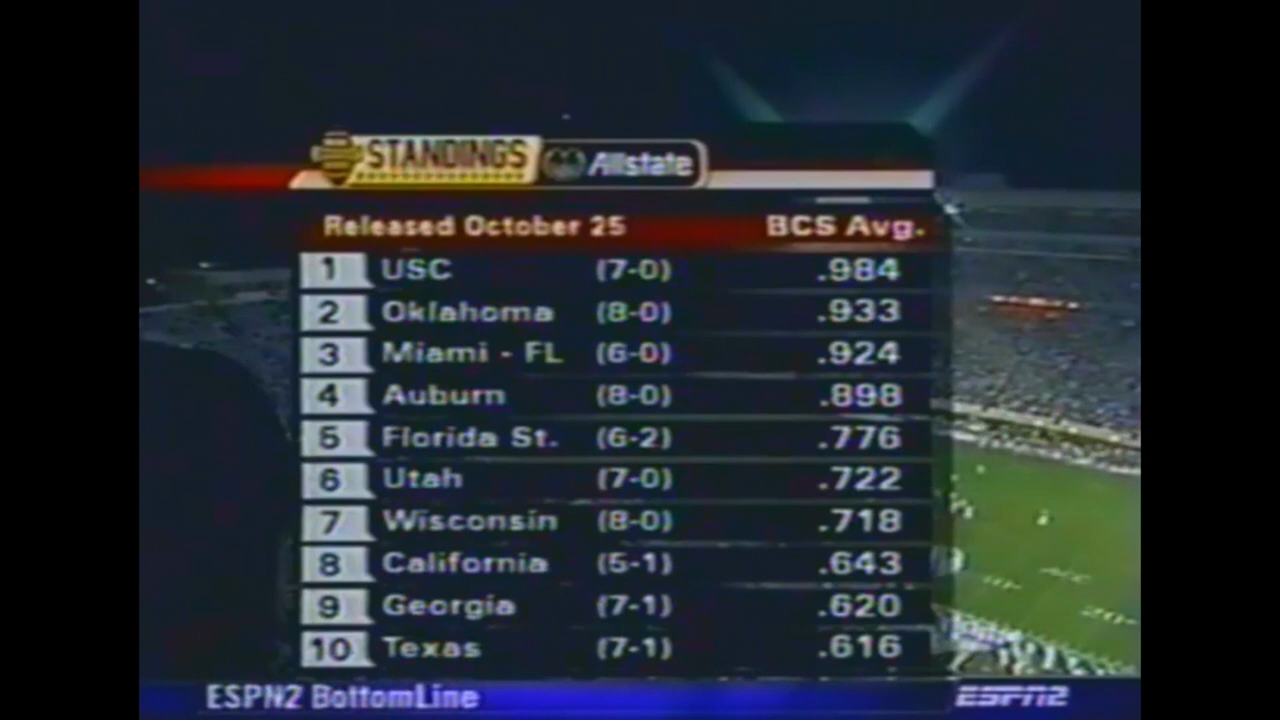 STANDINGS Allstate
Released October 25 BCS Avg.
1 USC (7-0) .984
2 Oklahoma (8-0) .933
3 Miami - FL (6-0) .924
4 Auburn (8-0) .898
5 Florida St. (6-2) .776
6 Utah (7-0) .722
7 Wisconsin (8-0) .718
8 California (5-1) .643
9 Georgia (7-1) .620
10 Texas (7-1) .616
ESPN2 BottomLine ESPN2